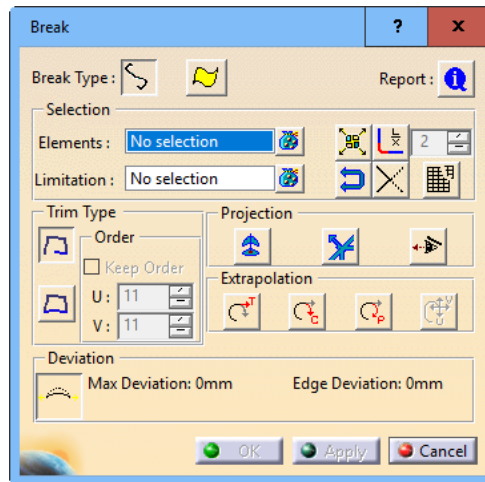 Break ? x
Break Type : Report :
Selection
Elements : No selection 2
Limitation : No selection
Trim Type
Order
Keep Order
U : 11
V : 11
Projection
Extrapolation
T C P V U
Deviation
Max Deviation: 0mm Edge Deviation: 0mm
OK Apply Cancel